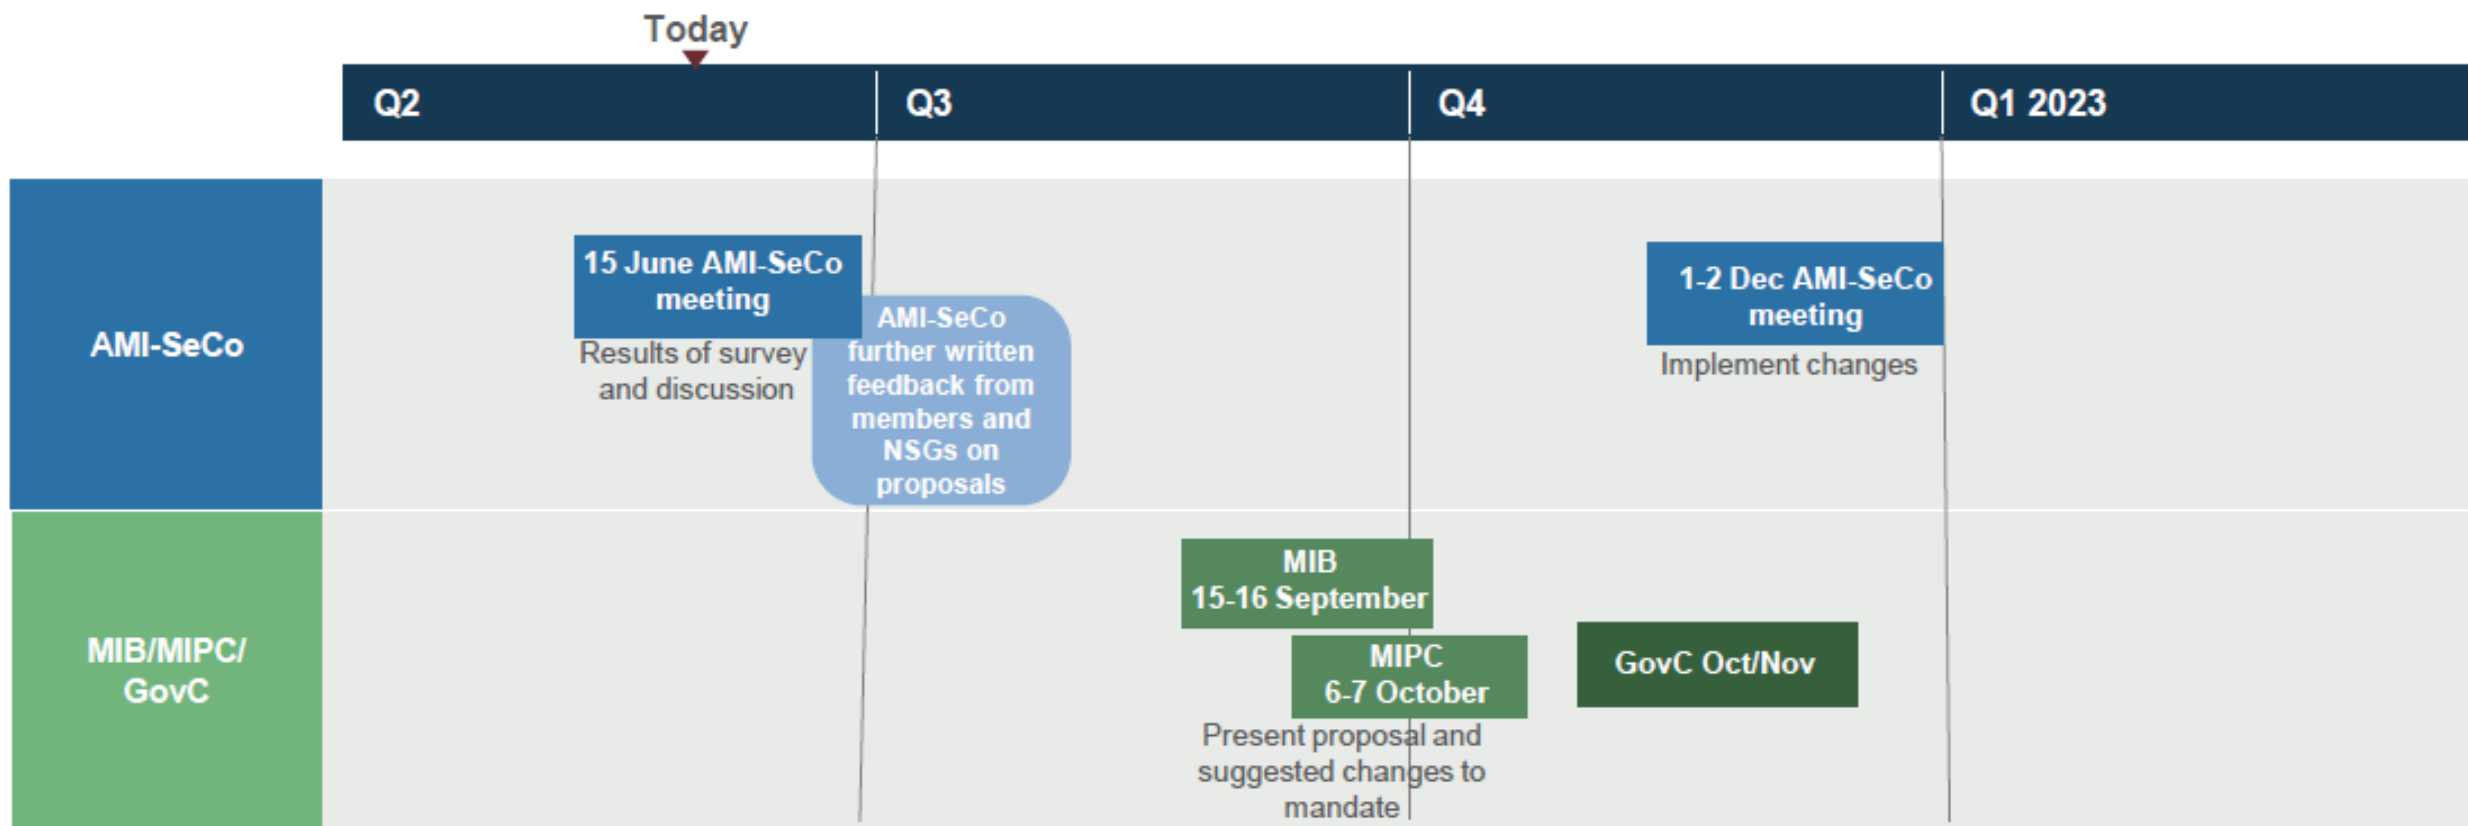 Today
Q2
Q3
Q4
Q1 2023
AMI-SeCo
15 June AMI-SeCo
meeting
Results of survey
and discussion
AMI-SeCo
further written
feedback from
members and
NSGs on
proposals
1-2 Dec AMI-SeCo
meeting
Implement changes
MIB/MIPC/
GovC
MIB
15-16 September
MIPC
6-7 October
Present proposal and
suggested changes to
mandate
GovC Oct/Nov